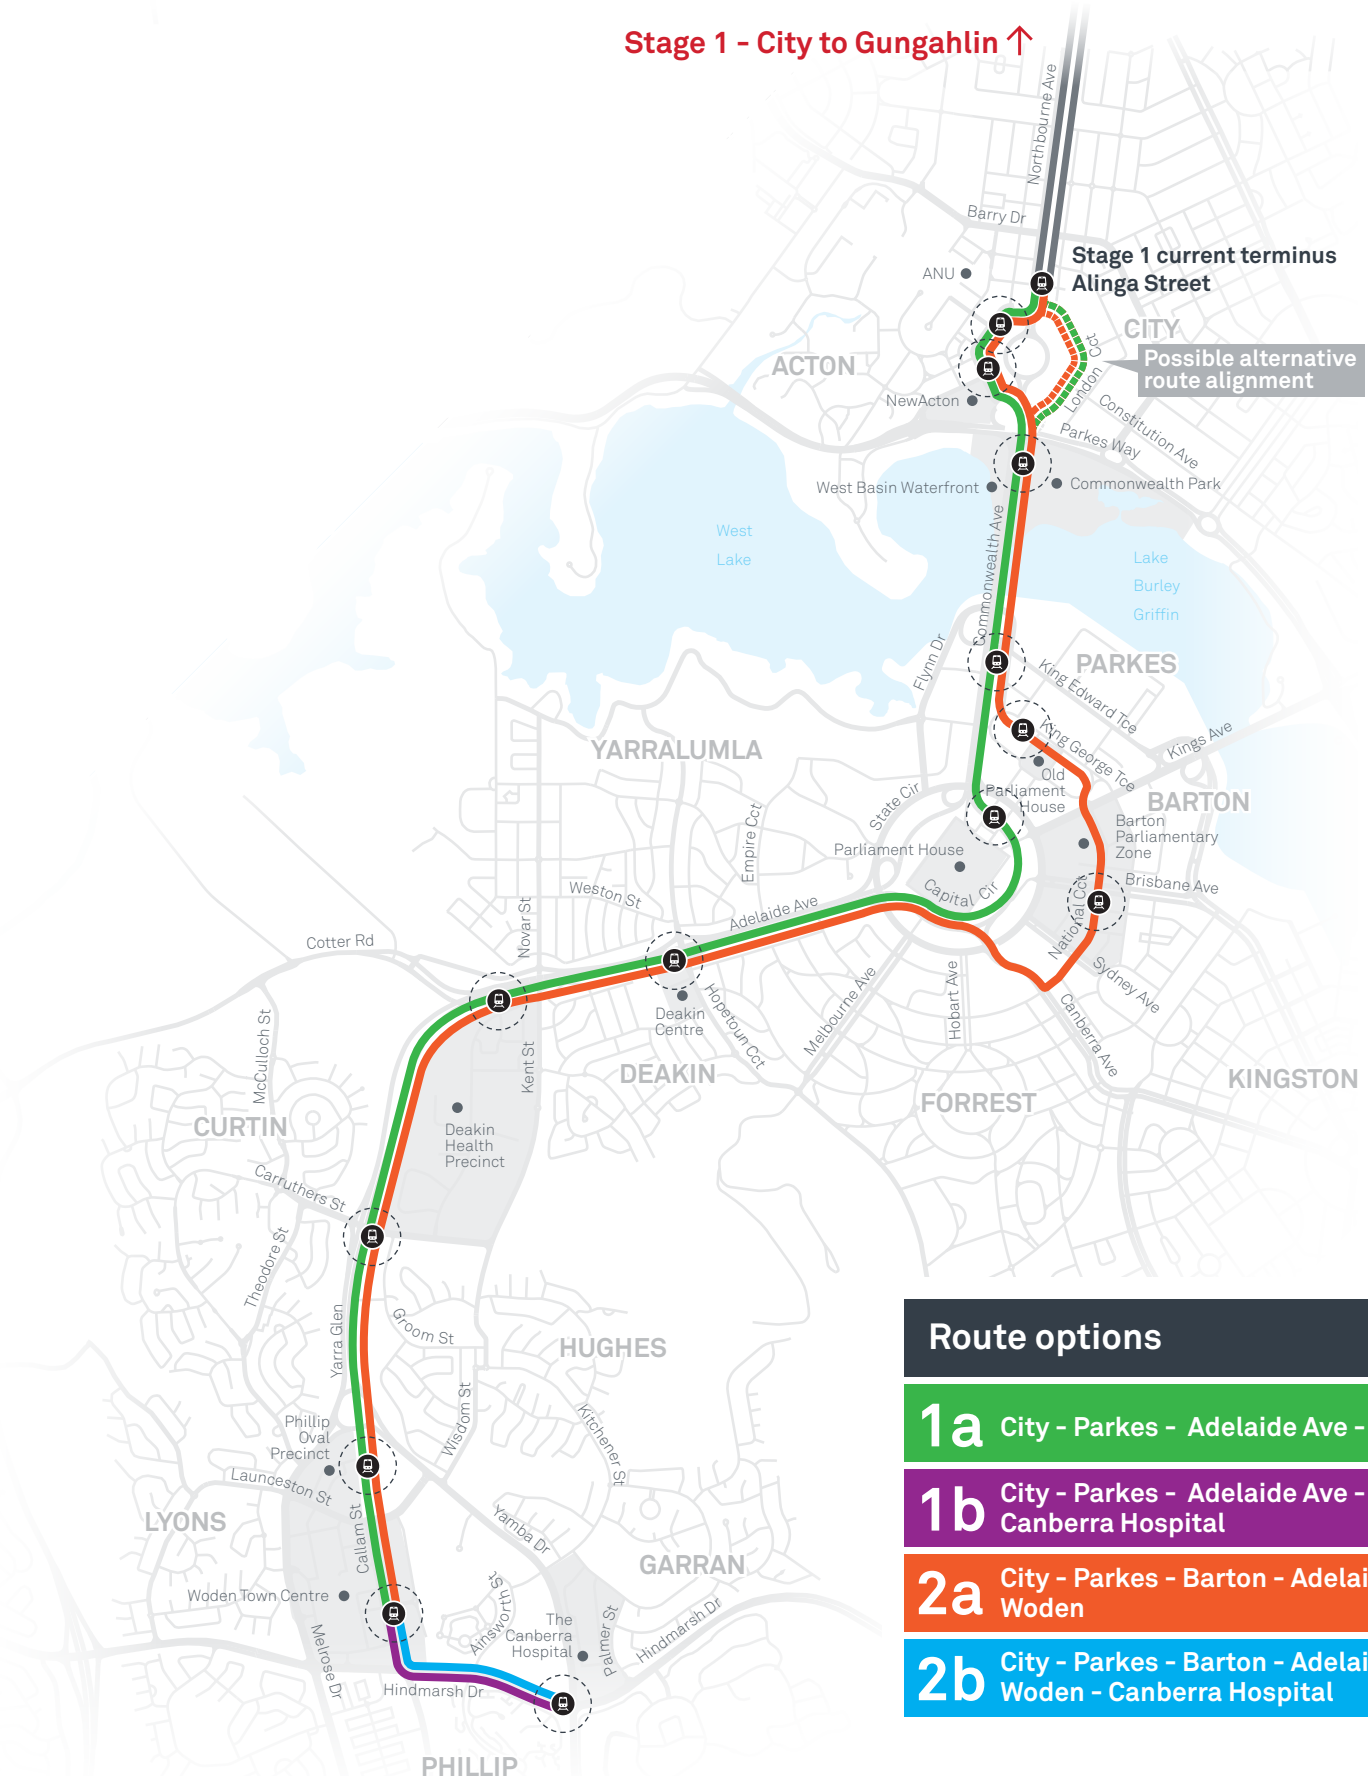 Stage 1 - City to Gungahlin ↑
Northbourne Ave
Barry Dr
ANU
Stage 1 current terminus
Alinga Street
CITY
London Cct
Possible alternative
route alignment
ACTON
NewActon
Constitution Ave
Parkes Way
West Basin Waterfront
Commonwealth Park
West
Lake
Commonwealth Ave
Lake
Burley
Griffin
Flynn Dr
PARKES
King Edward Tce
King George Tce
Kings Ave
YARRALUMLA
Old
Parliament
House
State Cir
BARTON
Barton
Parliamentary
Zone
Empire Cct
Parliament House
Capital Cir
Brisbane Ave
National Cct
Weston St
Adelaide Ave
Novar St
Cotter Rd
Sydney Ave
Deakin
Centre
Hopetoun Cct
Melbourne Ave
Hobart Ave
Canberra Ave
McCulloch St
Kent St
DEAKIN
KINGSTON
FORREST
CURTIN
Deakin
Health
Precinct
Carruthers St
Theodore St
Yarra Glen
Groom St
HUGHES
Wisdom St
Kitchener St
Phillip
Oval
Precinct
Launceston St
LYONS
Callam St
Yamba Dr
GARRAN
Woden Town Centre
Ainsworth St
The
Canberra
Hospital
Palmer St
Hindmarsh Dr
Melrose Dr
Hindmarsh Dr
PHILLIP
Route options
1a City - Parkes - Adelaide Ave -
1b City - Parkes - Adelaide Ave -
Canberra Hospital
2a City - Parkes - Barton - Adelai
Woden
2b City - Parkes - Barton - Adelai
Woden - Canberra Hospital